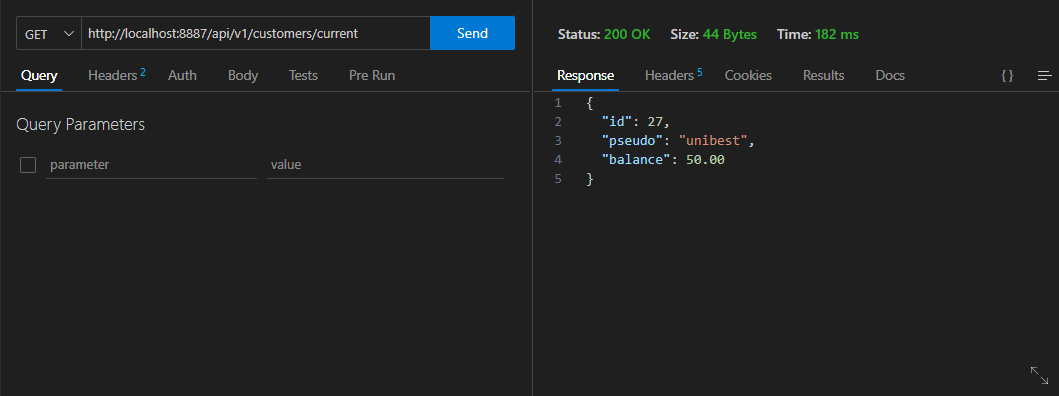 GET http://localhost:8887/api/v1/customers/current Send
Query Headers 2 Auth Body Tests Pre Run
Query Parameters
parameter value
Status: 200 OK Size: 44 Bytes Time: 182 ms
Response Headers 5 Cookies Results Docs { }
1 {
2 "id": 27,
3 "pseudo": "unibest",
4 "balance": 50.00
5 }